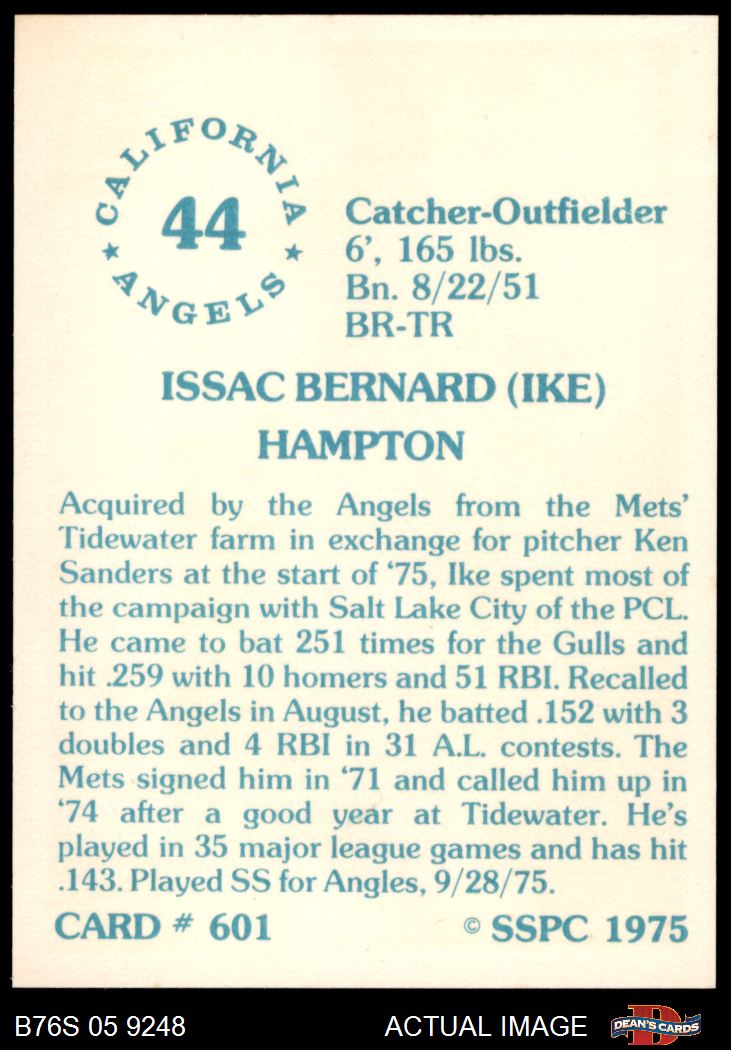 CALIFORNIA
44
★ ANGELS ★
Catcher-Outfielder
6', 165 lbs.
Bn. 8/22/51
BR-TR
ISSAC BERNARD (IKE)
HAMPTON
Acquired by the Angels from the Mets'
Tidewater farm in exchange for pitcher Ken
Sanders at the start of '75, Ike spent most of
the campaign with Salt Lake City of the PCL.
He came to bat 251 times for the Gulls and
hit .259 with 10 homers and 51 RBI. Recalled
to the Angels in August, he batted .152 with 3
doubles and 4 RBI in 31 A.L. contests. The
Mets signed him in '71 and called him up in
'74 after a good year at Tidewater. He's
played in 35 major league games and has hit
.143. Played SS for Angles, 9/28/75.
CARD # 601 © SSPC 1975
B76S 05 9248 ACTUAL IMAGE DEAN'S CARDS